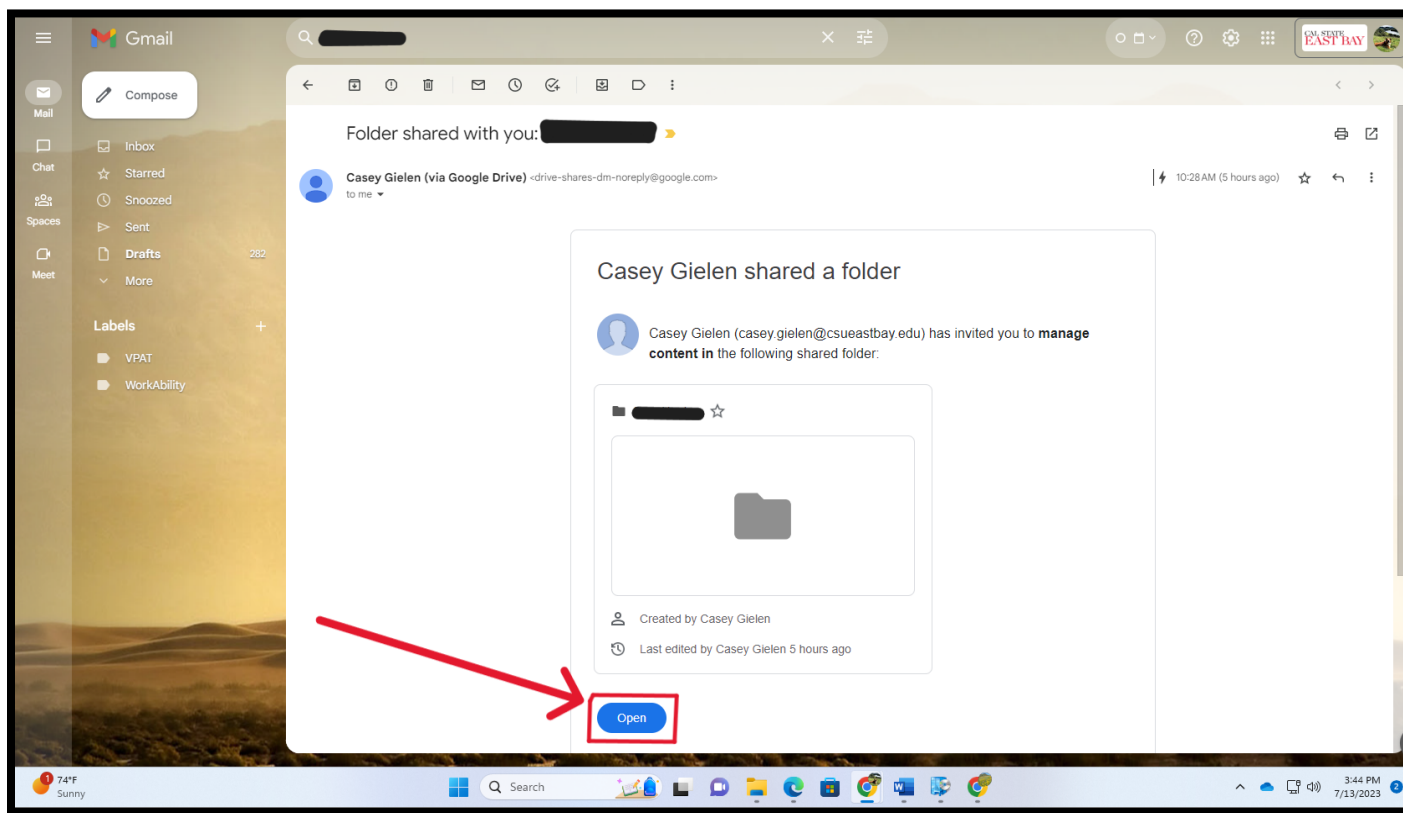 Gmail
CAL STATE
EAST BAY
Mail
Compose
Chat
Inbox
Starred
Snoozed
Spaces
Sent
Drafts 282
Meet
More
Labels +
VPAT
WorkAbility
Folder shared with you:
Casey Gielen (via Google Drive) <drive-shares-dm-noreply@google.com>
to me
10:28 AM (5 hours ago)
Casey Gielen shared a folder
Casey Gielen (casey.gielen@csueastbay.edu) has invited you to manage
content in the following shared folder:
Created by Casey Gielen
Last edited by Casey Gielen 5 hours ago
Open
1
74°F
Sunny
Search
3:44 PM
7/13/2023
2